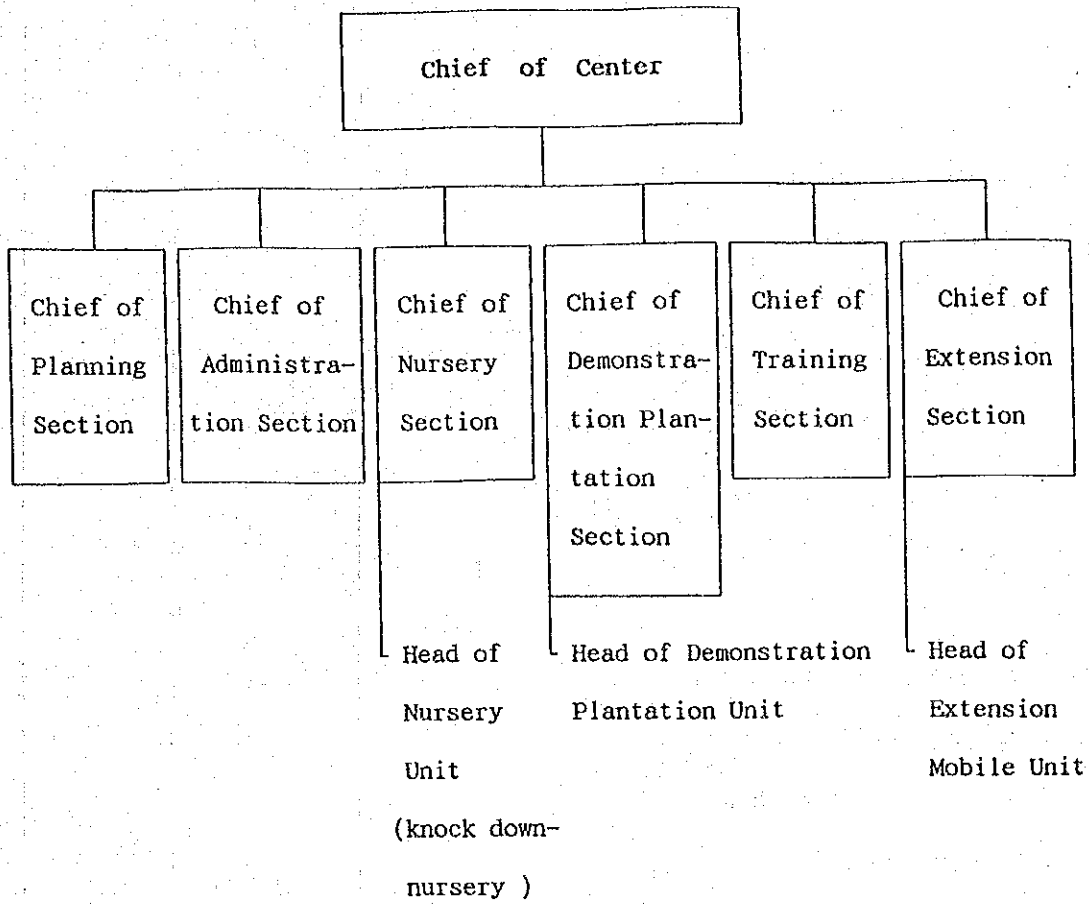 Chief of Center
Chief of
Planning
Section
Chief of
Administra-
tion Section
Chief of
Nursery
Section
Chief of
Demonstra-
tion Plan-
tation
Section
Chief of
Training
Section
Chief of
Extension
Section
Head of
Nursery
Unit
(knock down-
nursery )
Head of Demonstration
Plantation Unit
Head of
Extension
Mobile Unit